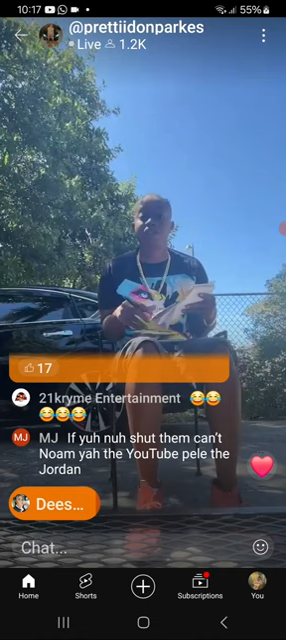 10:17
55%
@prettiidonparkes
Live 1.2K
17
21kryme Entertainment 😂😂
😂😂😂
MJ MJ If yuh nuh shut them can't
Noam yah the YouTube pele the
Jordan
Dees...
Chat...
Home Shorts Subscriptions You